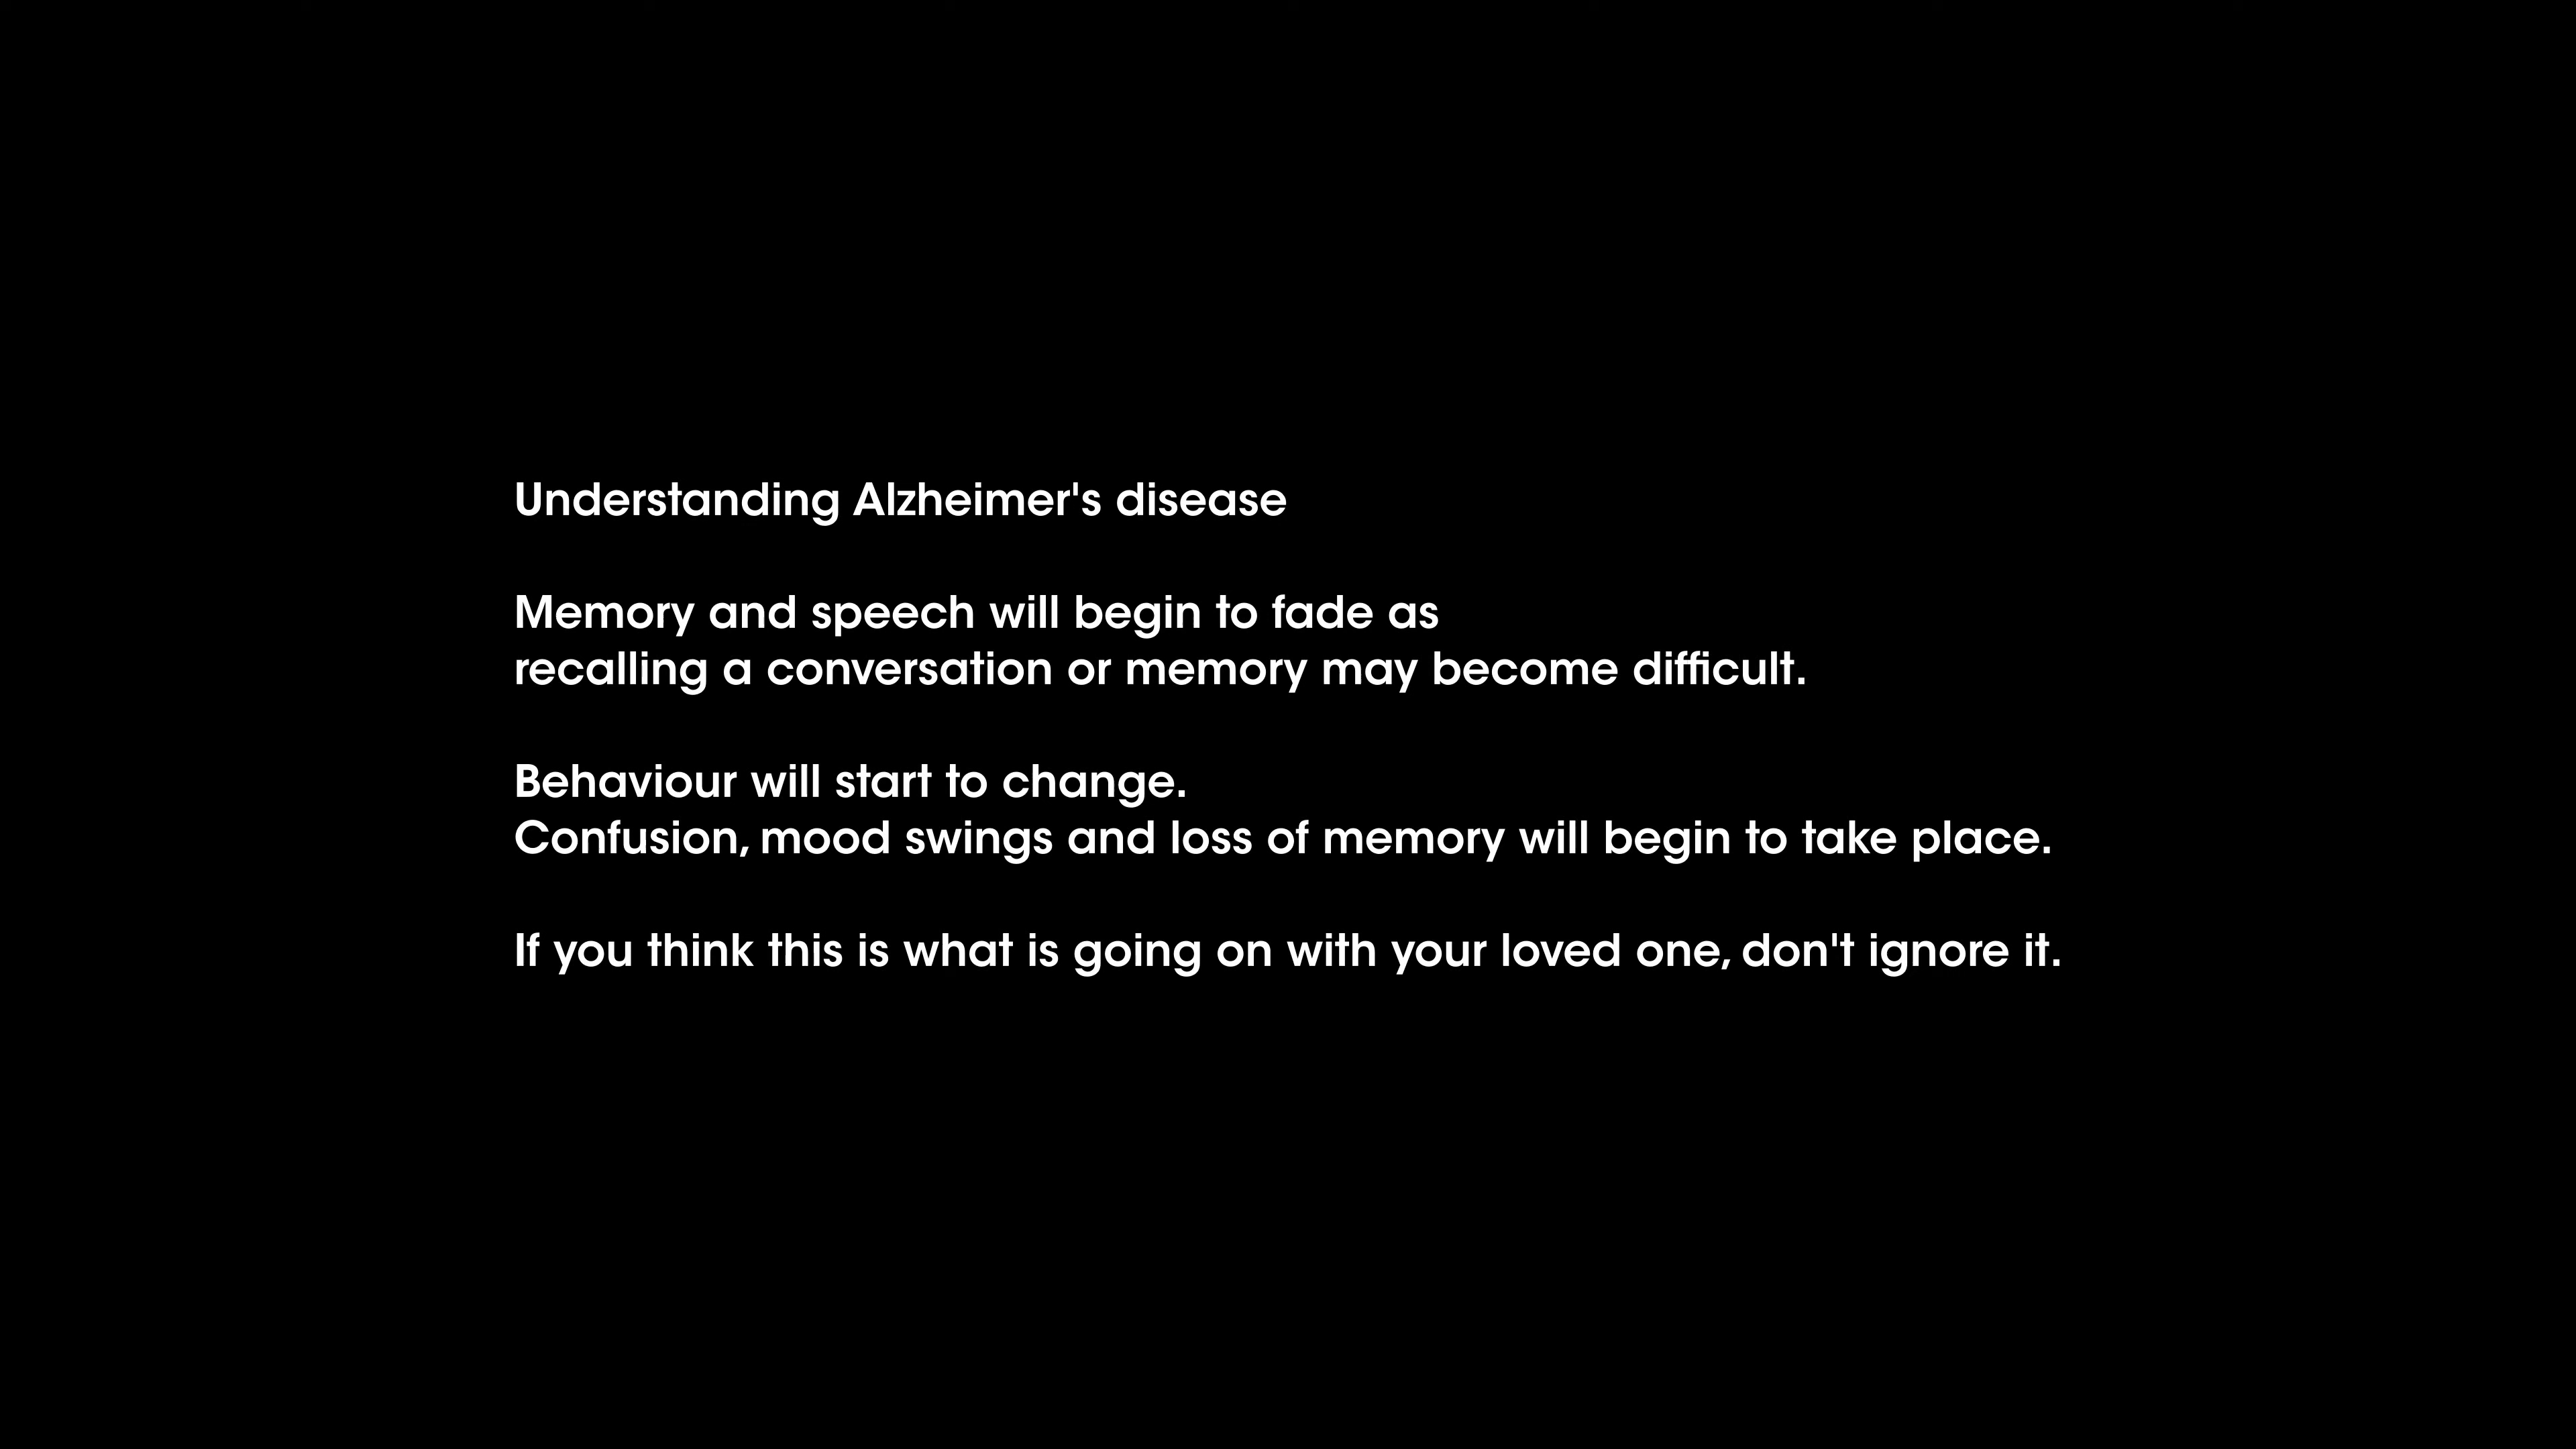 Understanding Alzheimer's disease
Memory and speech will begin to fade as
recalling a conversation or memory may become difficult.
Behaviour will start to change.
Confusion, mood swings and loss of memory will begin to take place.
If you think this is what is going on with your loved one, don't ignore it.